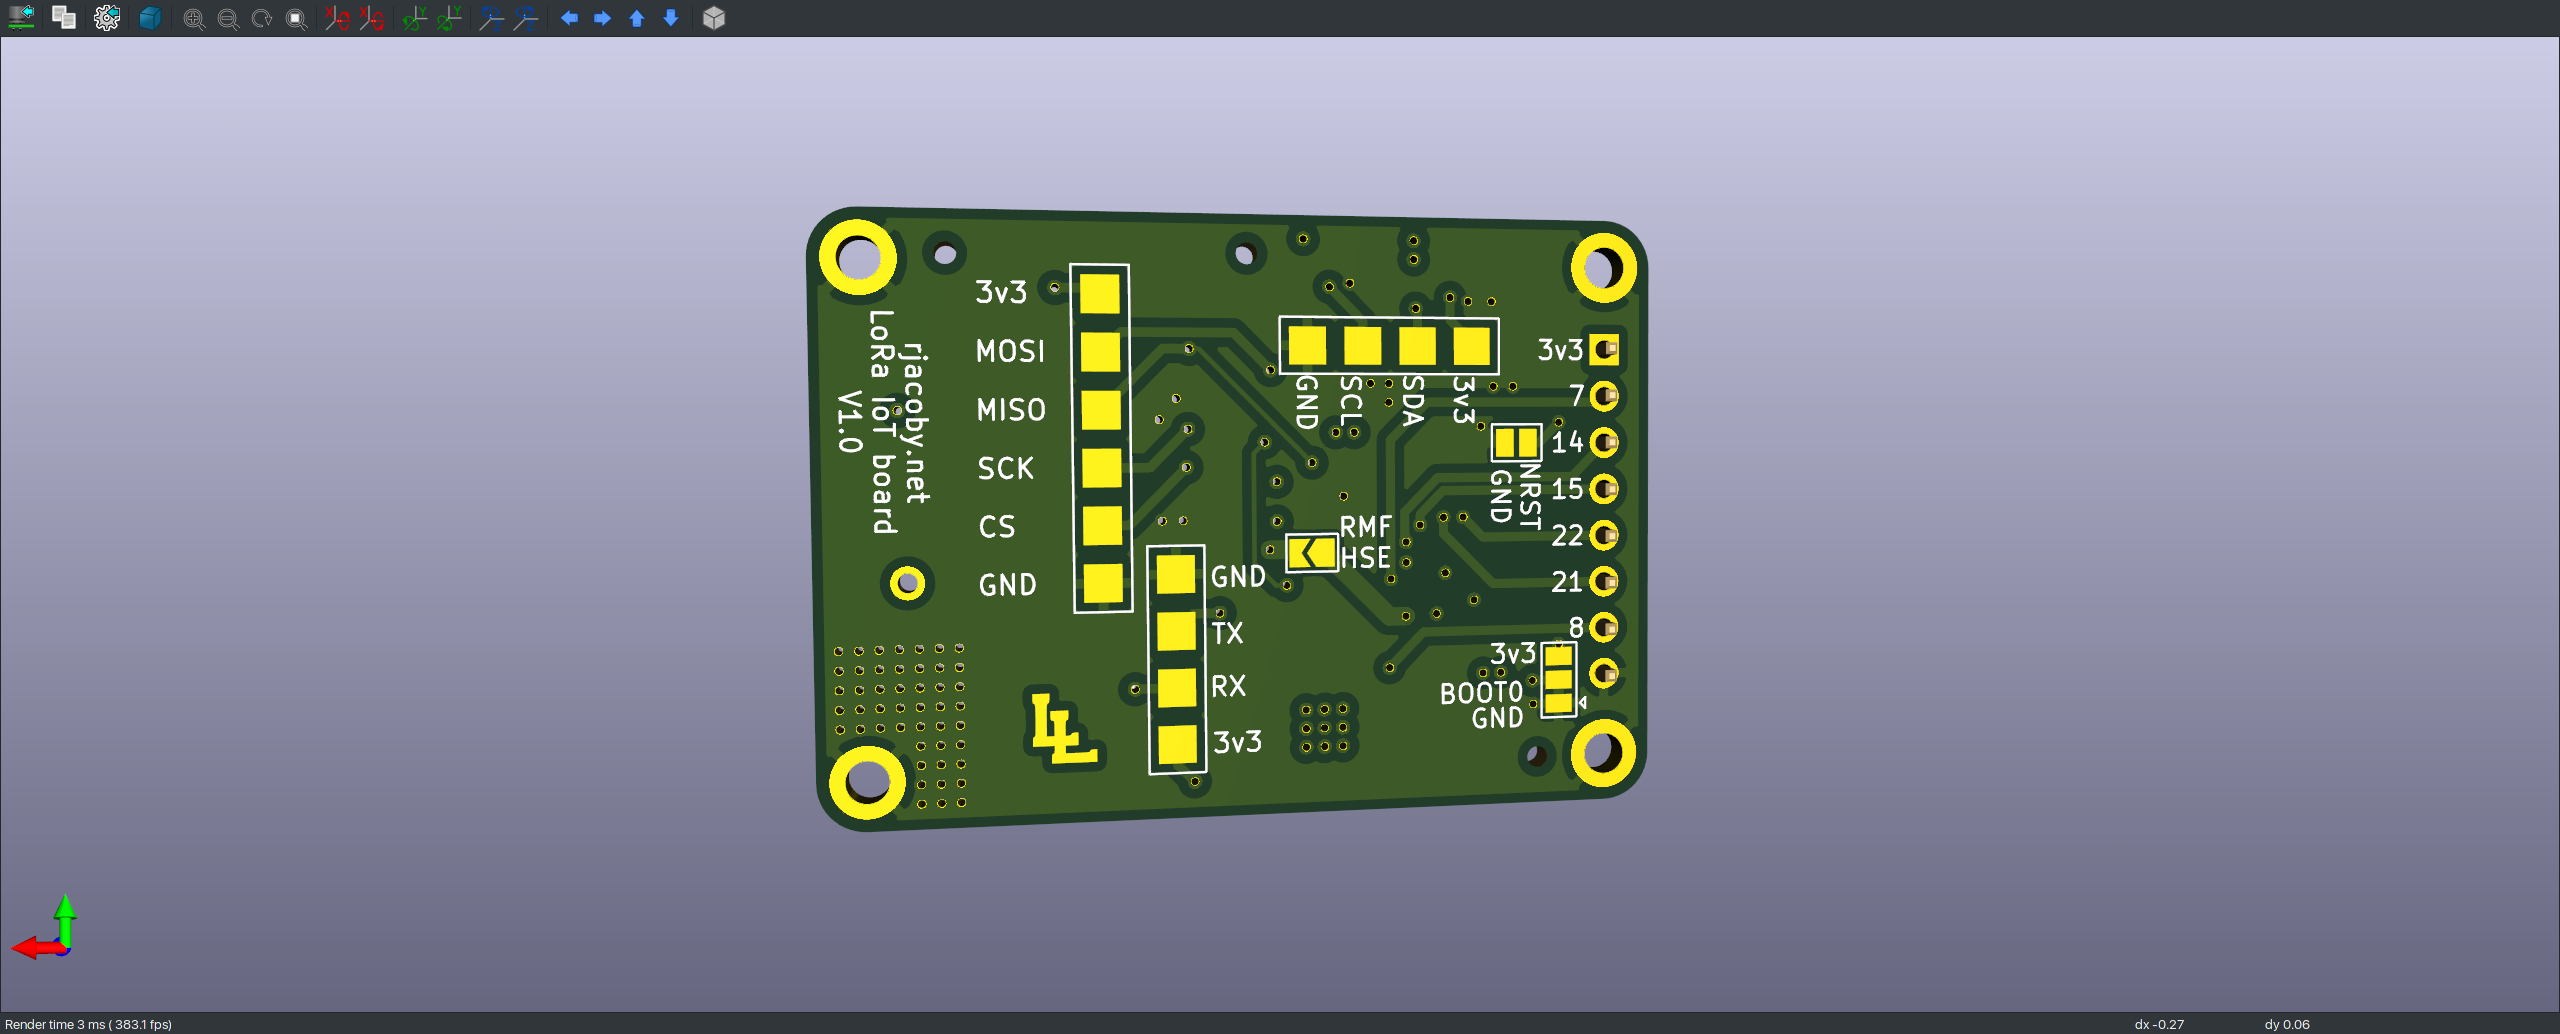 3v3
MOSI
MISO
SCK
CS
GND
rjacoby.net
LoRa IoT board
V1.0
GND
TX
RX
3v3
GND
SCL
SDA
3v3
RMF
HSE
NRST
GND
3v3
7
14
15
22
21
8
3v3
BOOT0
GND
LL
Render time 3 ms ( 383.1 fps)
dx -0.27
dy 0.06